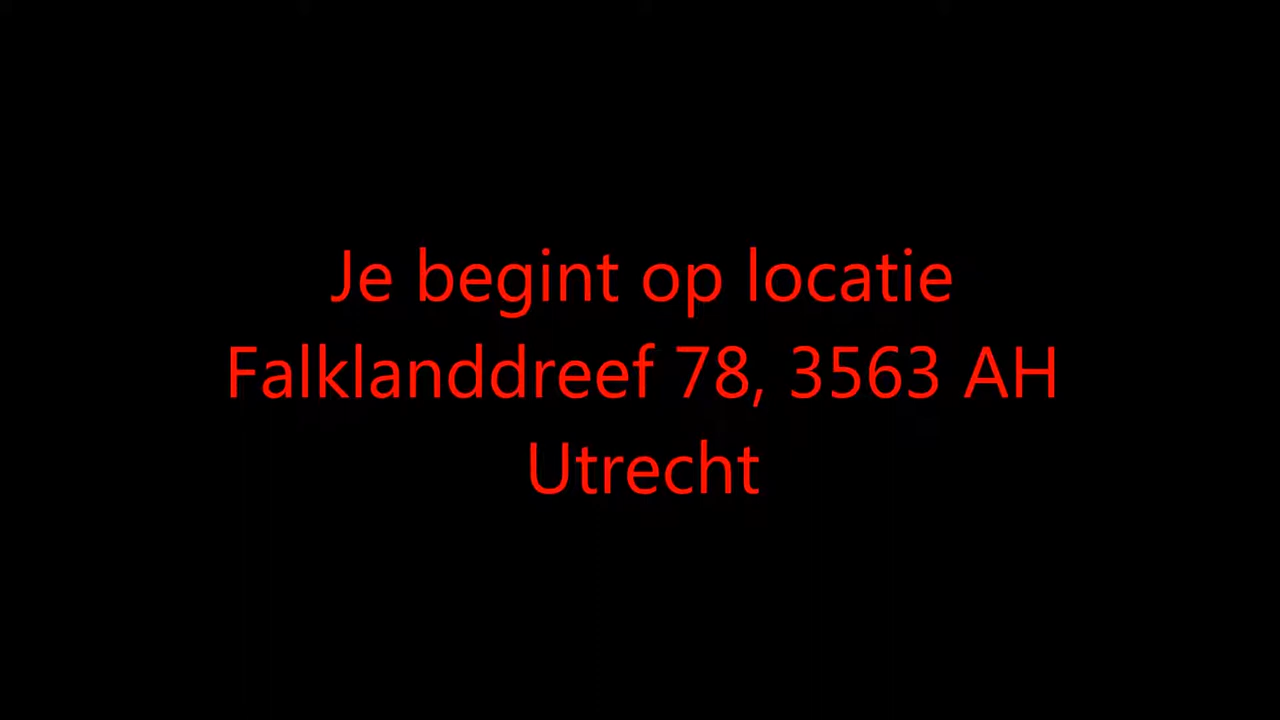 Je begint op locatie
Falklanddreef 78, 3563 AH
Utrecht